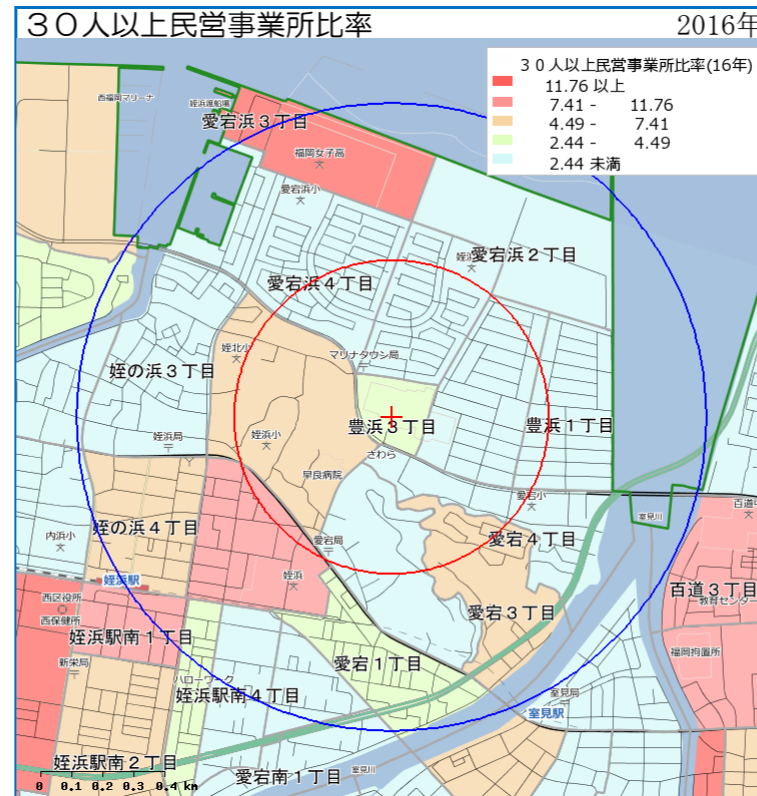 ３０人以上民営事業所比率
2016年
３０人以上民営事業所比率(16年)
11.76 以上
7.41 - 11.76
4.49 - 7.41
2.44 - 4.49
2.44 未満
西福岡マリーナ
姪浜渡船場
愛宕浜３丁目
福岡女子高
愛宕浜小
愛宕浜２丁目
愛宕浜４丁目
マリナタウン局
姪北小
姪の浜３丁目
豊浜３丁目
豊浜１丁目
姪浜局
姪浜小
さわら
早良病院
愛宕小
室見川
百道中
姪の浜４丁目
内浜小
愛宕局
愛宕４丁目
姪浜駅
姪浜
百道３丁目
教育センター
西区役所
西保健所
愛宕３丁目
姪浜駅南１丁目
福岡拘置所
新栄局
愛宕１丁目
ハローワーク
姪浜駅南４丁目
室見局
室見駅
姪浜駅南２丁目
愛宕南１丁目
室見川
0 0.1 0.2 0.3 0.4 km